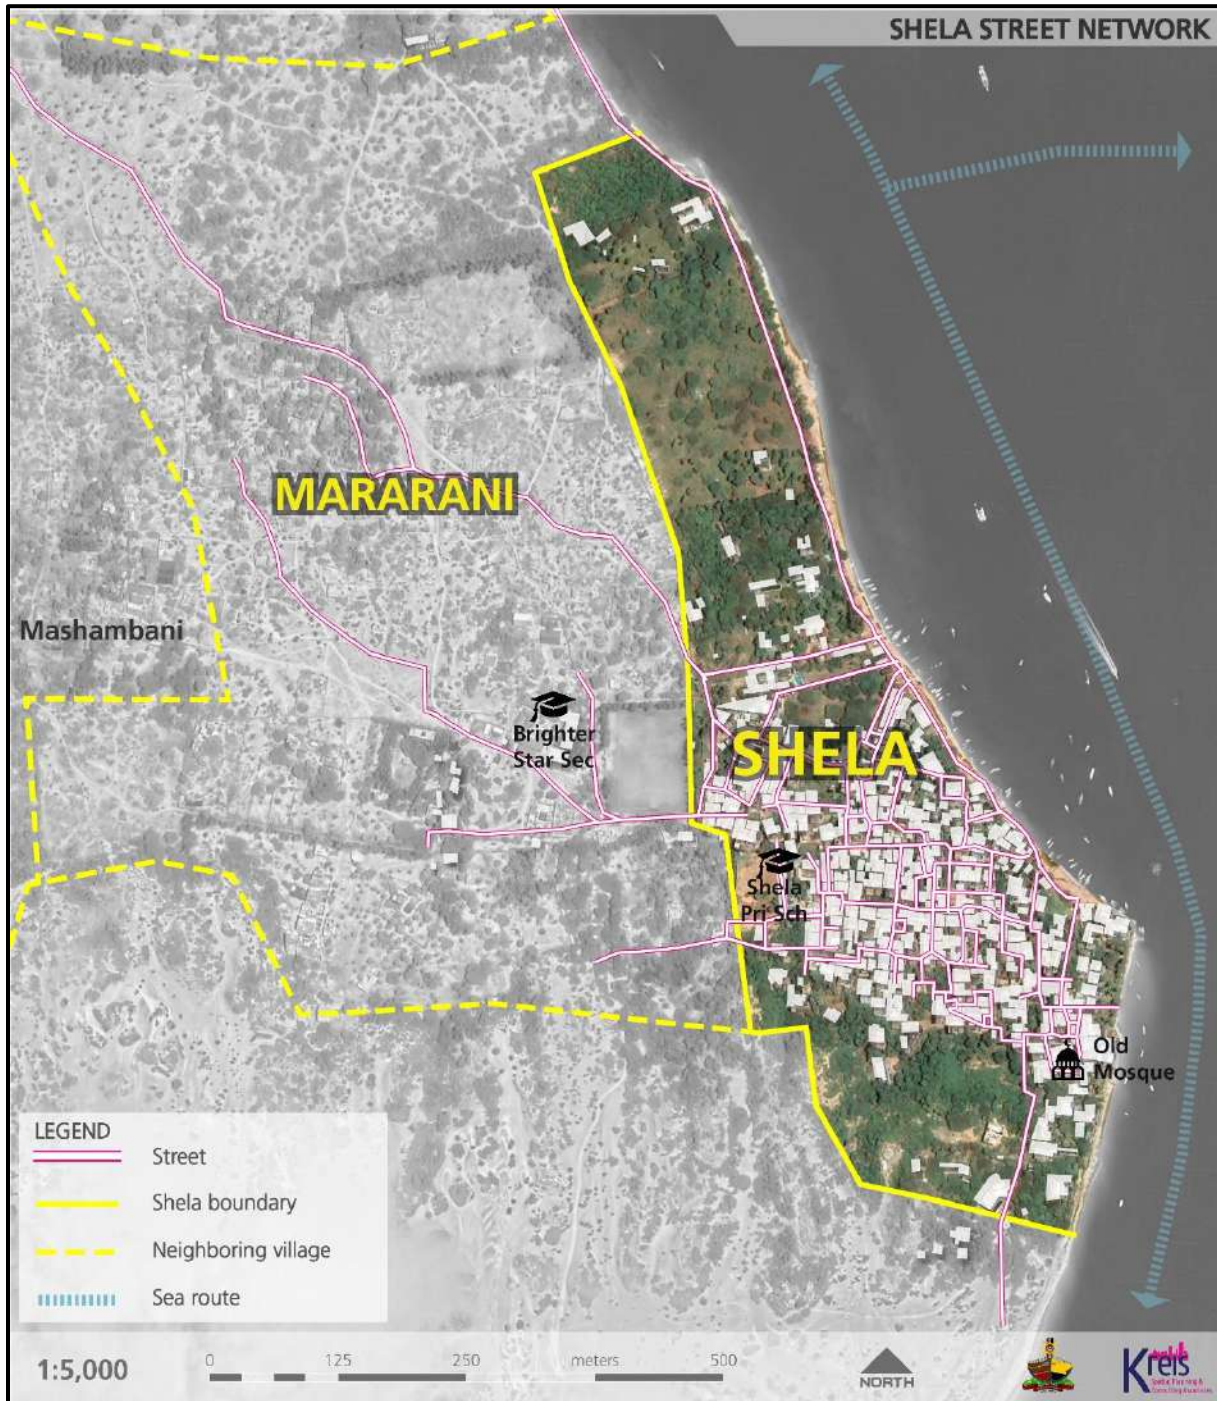 SHELA STREET NETWORK
MARARANI
Mashambani
Brighter
Star Sec
SHELA
Shela
Pri Sch
Old
Mosque
LEGEND
Street
Shela boundary
Neighboring village
Sea route
1:5,000
0 125 250 meters 500
NORTH
Kreis